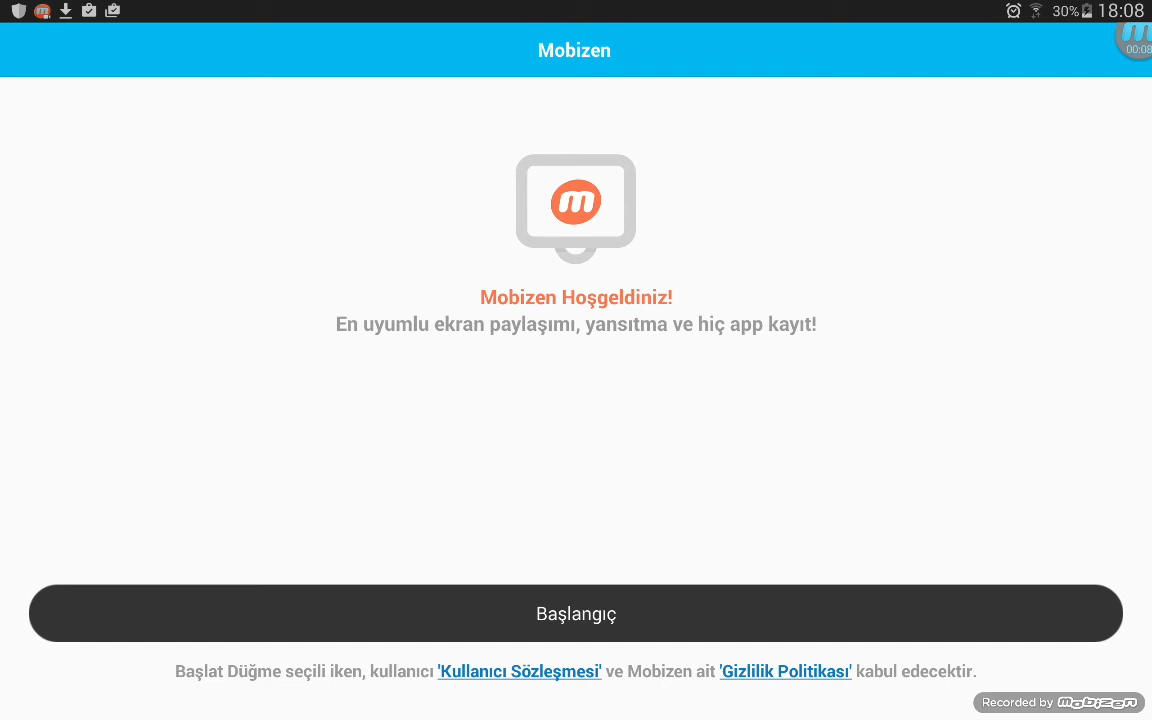 30% 18:08
Mobizen
00:08
m
Mobizen Hoşgeldiniz!
En uyumlu ekran paylaşımı, yansıtma ve hiç app kayıt!
Başlangıç
Başlat Düğme seçili iken, kullanıcı 'Kullanıcı Sözleşmesi' ve Mobizen ait 'Gizlilik Politikası' kabul edecektir.
Recorded by mobizen